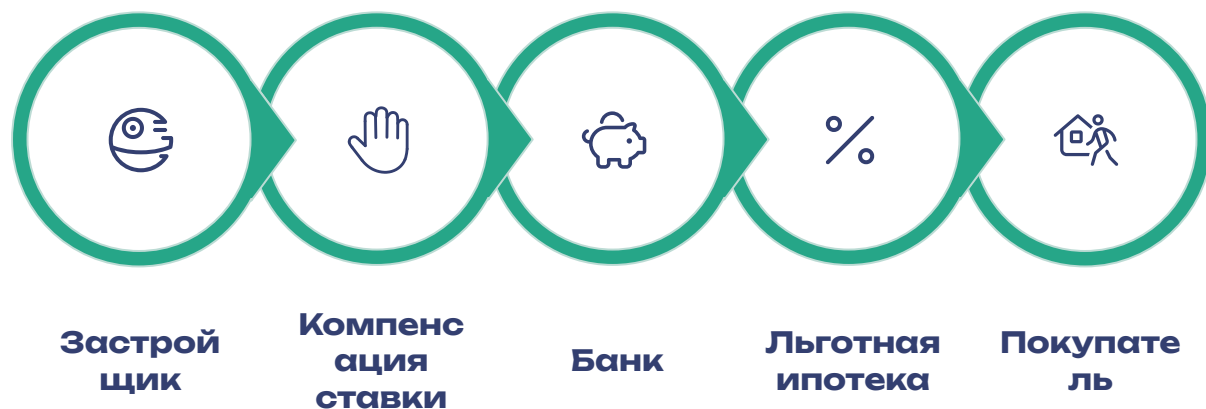 Застрой
щик
Компенс
ация
ставки
Банк
Льготная
ипотека
Покупате
ль